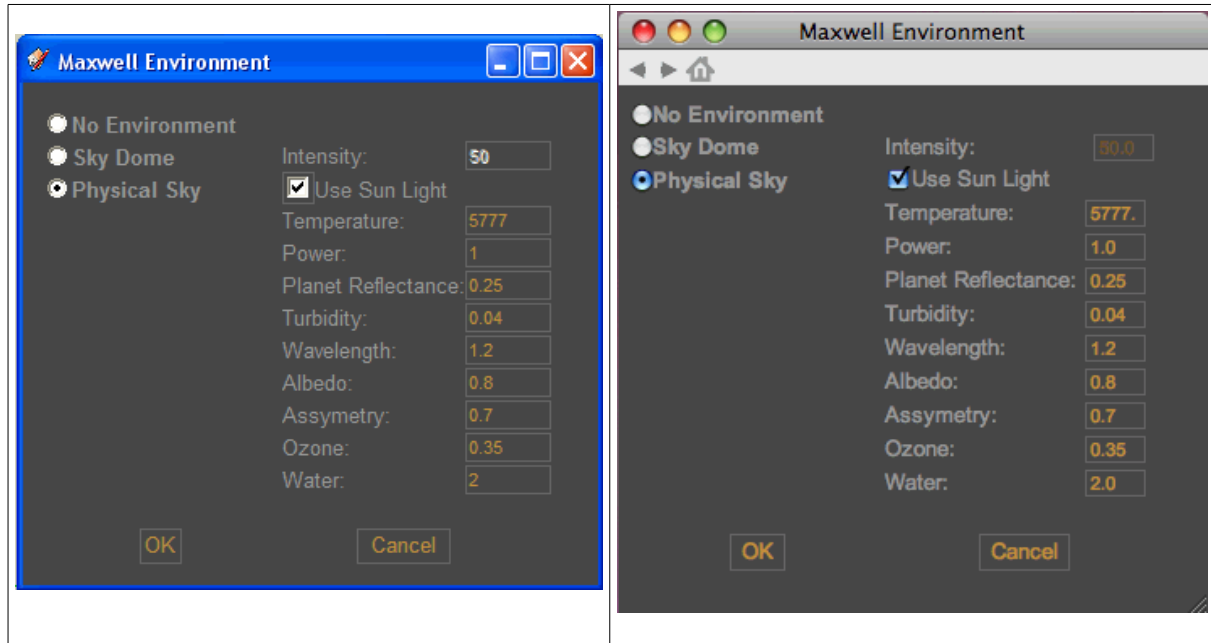 Maxwell Environment
No Environment
Sky Dome
Intensity: 50
Physical Sky
Use Sun Light
Temperature: 5777
Power: 1
Planet Reflectance: 0.25
Turbidity: 0.04
Wavelength: 1.2
Albedo: 0.8
Assymetry: 0.7
Ozone: 0.35
Water: 2
OK Cancel
Maxwell Environment
No Environment
Sky Dome
Intensity: 50.0
Physical Sky
Use Sun Light
Temperature: 5777.
Power: 1.0
Planet Reflectance: 0.25
Turbidity: 0.04
Wavelength: 1.2
Albedo: 0.8
Assymetry: 0.7
Ozone: 0.35
Water: 2.0
OK Cancel